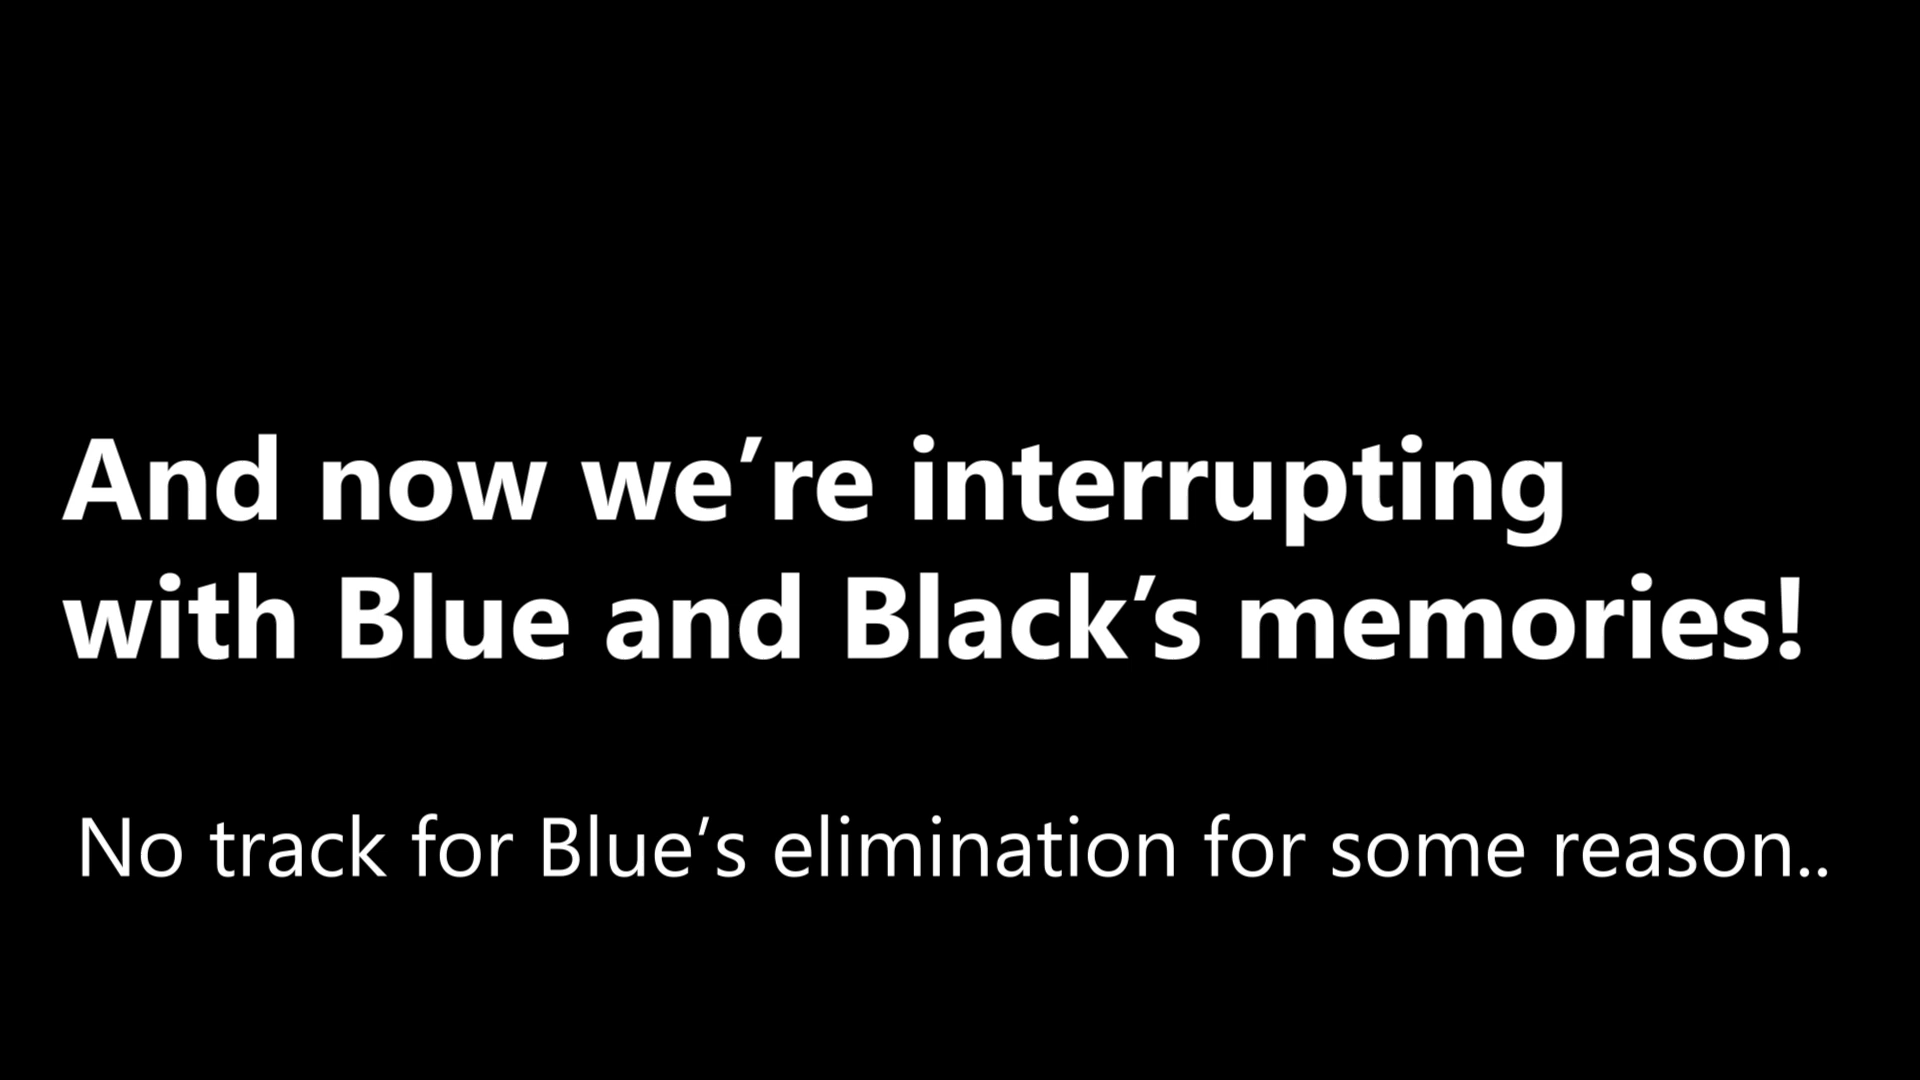 And now we’re interrupting
with Blue and Black’s memories!
No track for Blue’s elimination for some reason..